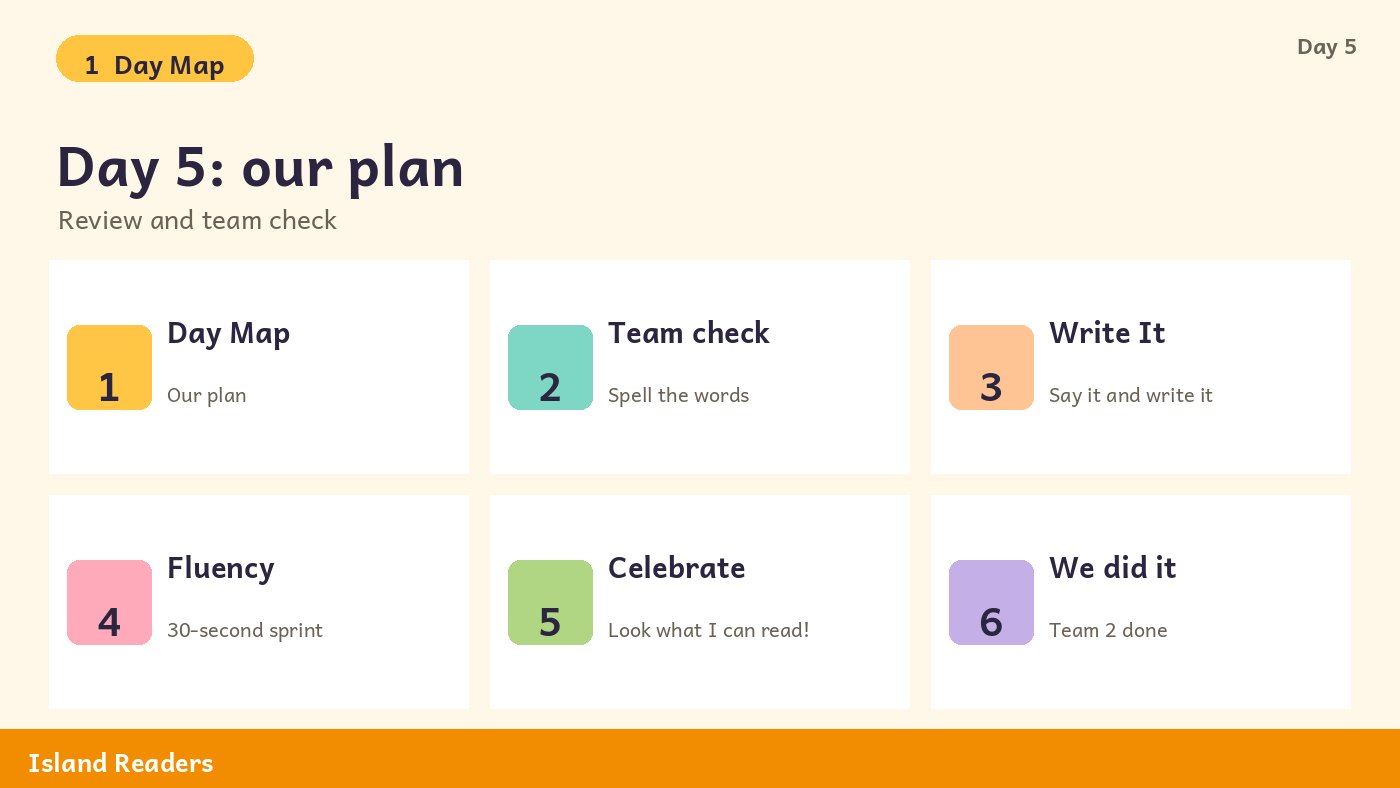 1 Day Map
Day 5
Day 5: our plan
Review and team check
1
Day Map
Our plan
2
Team check
Spell the words
3
Write It
Say it and write it
4
Fluency
30-second sprint
5
Celebrate
Look what I can read!
6
We did it
Team 2 done
Island Readers